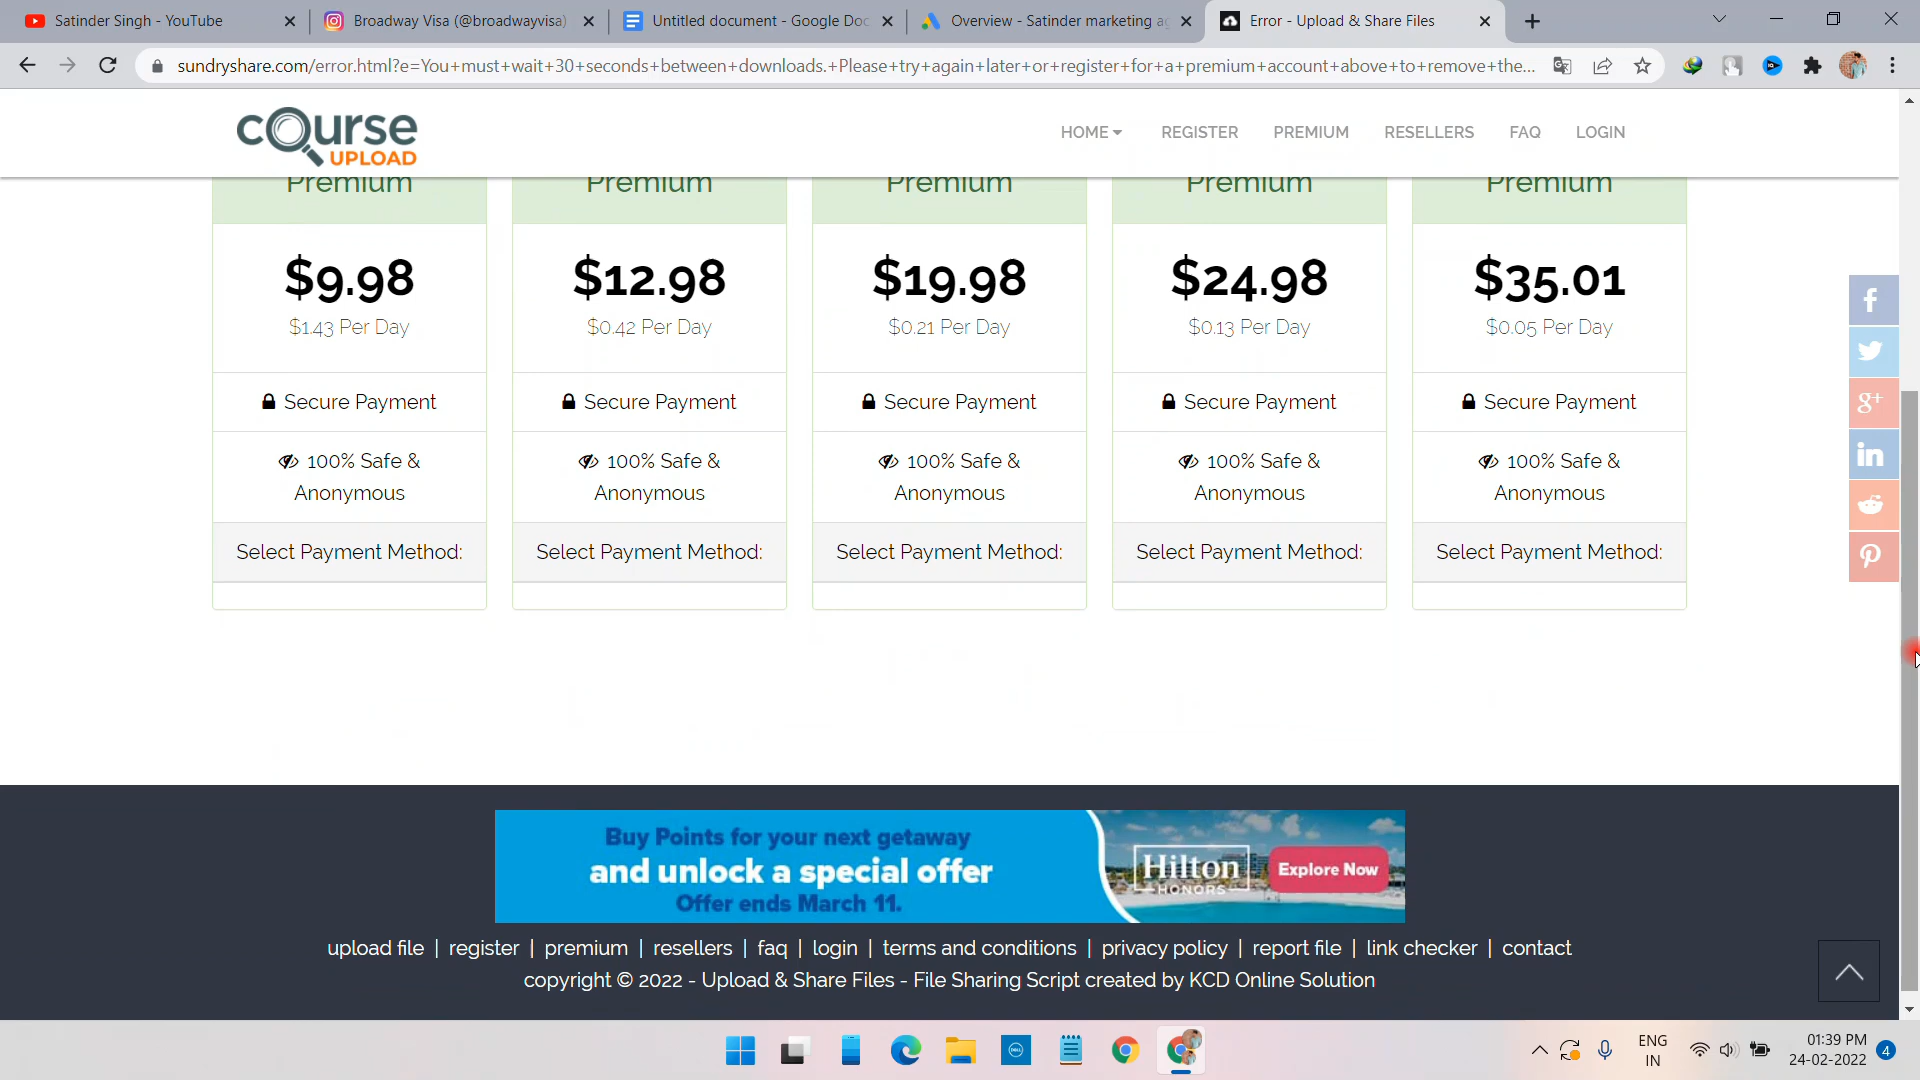 Satinder Singh - YouTube
Broadway Visa (@broadwayvisa)
Untitled document - Google Doc
Overview - Satinder marketing ag
Error - Upload & Share Files
sundryshare.com/error.html?e=You+must+wait+30+seconds+between+downloads.+Please+try+again+later+or+register+for+a+premium+account+above+to+remove+the...
cOurse
UPLOAD
HOME
REGISTER
PREMIUM
RESELLERS
FAQ
LOGIN
Premium
Premium
Premium
Premium
Premium
$9.98
$12.98
$19.98
$24.98
$35.01
$1.43 Per Day
$0.42 Per Day
$0.21 Per Day
$0.13 Per Day
$0.05 Per Day
Secure Payment
Secure Payment
Secure Payment
Secure Payment
Secure Payment
100% Safe &
Anonymous
100% Safe &
Anonymous
100% Safe &
Anonymous
100% Safe &
Anonymous
100% Safe &
Anonymous
Select Payment Method:
Select Payment Method:
Select Payment Method:
Select Payment Method:
Select Payment Method:
Buy Points for your next getaway
and unlock a special offer
Offer ends March 11.
Hilton
HONORS
Explore Now
upload file | register | premium | resellers | faq | login | terms and conditions | privacy policy | report file | link checker | contact
copyright © 2022 - Upload & Share Files - File Sharing Script created by KCD Online Solution
ENG
IN
01:39 PM
24-02-2022
4